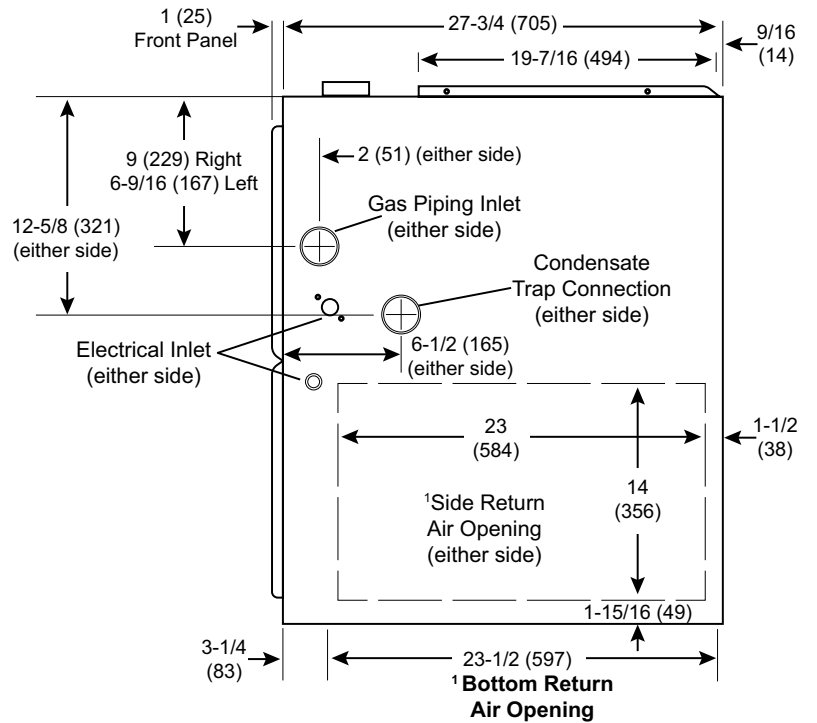 1 (25)
Front Panel
27-3/4 (705)
9/16
(14)
19-7/16 (494)
9 (229) Right
6-9/16 (167) Left
2 (51) (either side)
12-5/8 (321)
(either side)
Gas Piping Inlet
(either side)
Condensate
Trap Connection
(either side)
Electrical Inlet
(either side)
6-1/2 (165)
(either side)
23
(584)
1-1/2
(38)
14
(356)
¹Side Return
Air Opening
(either side)
1-15/16 (49)
3-1/4
(83)
23-1/2 (597)
¹ Bottom Return
Air Opening